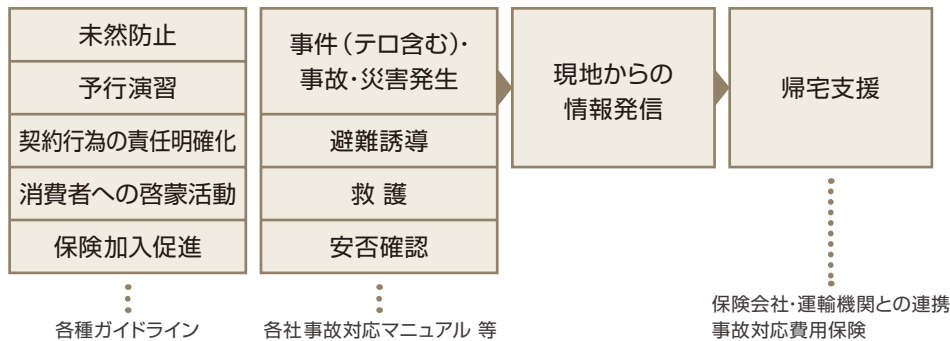 未然防止
予行演習
契約行為の責任明確化
消費者への啓蒙活動
保険加入促進
各種ガイドライン
事件（テロ含む）・
事故・災害発生
避難誘導
救 護
安否確認
各社事故対応マニュアル 等
現地からの
情報発信
帰宅支援
保険会社・運輸機関との連携
事故対応費用保険